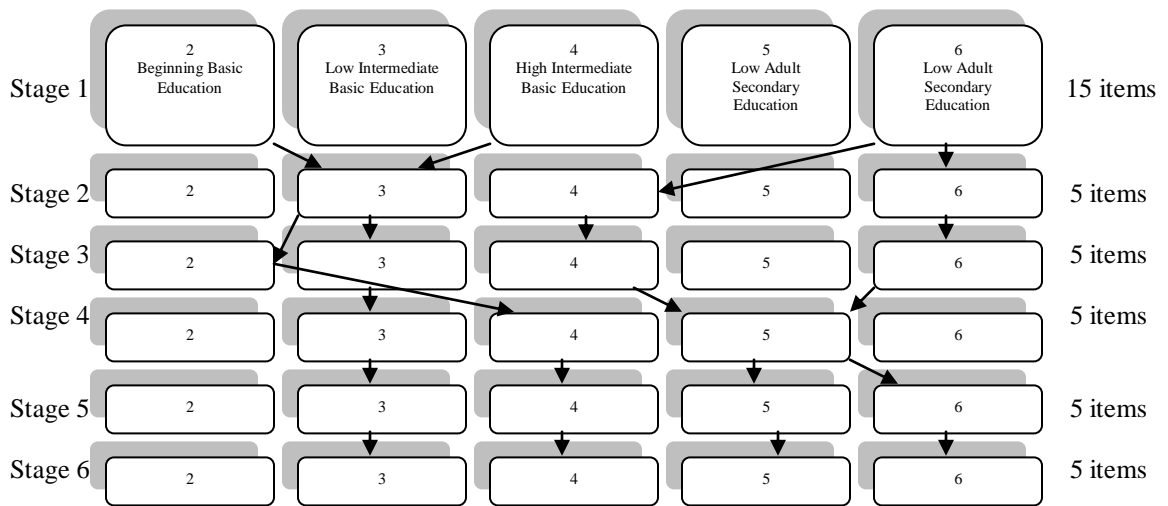 Stage 1
2
Beginning Basic
Education
3
Low Intermediate
Basic Education
4
High Intermediate
Basic Education
5
Low Adult
Secondary
Education
6
Low Adult
Secondary
Education
15 items
Stage 2
2
3
4
5
6
5 items
Stage 3
2
3
4
5
6
5 items
Stage 4
2
3
4
5
6
5 items
Stage 5
2
3
4
5
6
5 items
Stage 6
2
3
4
5
6
5 items